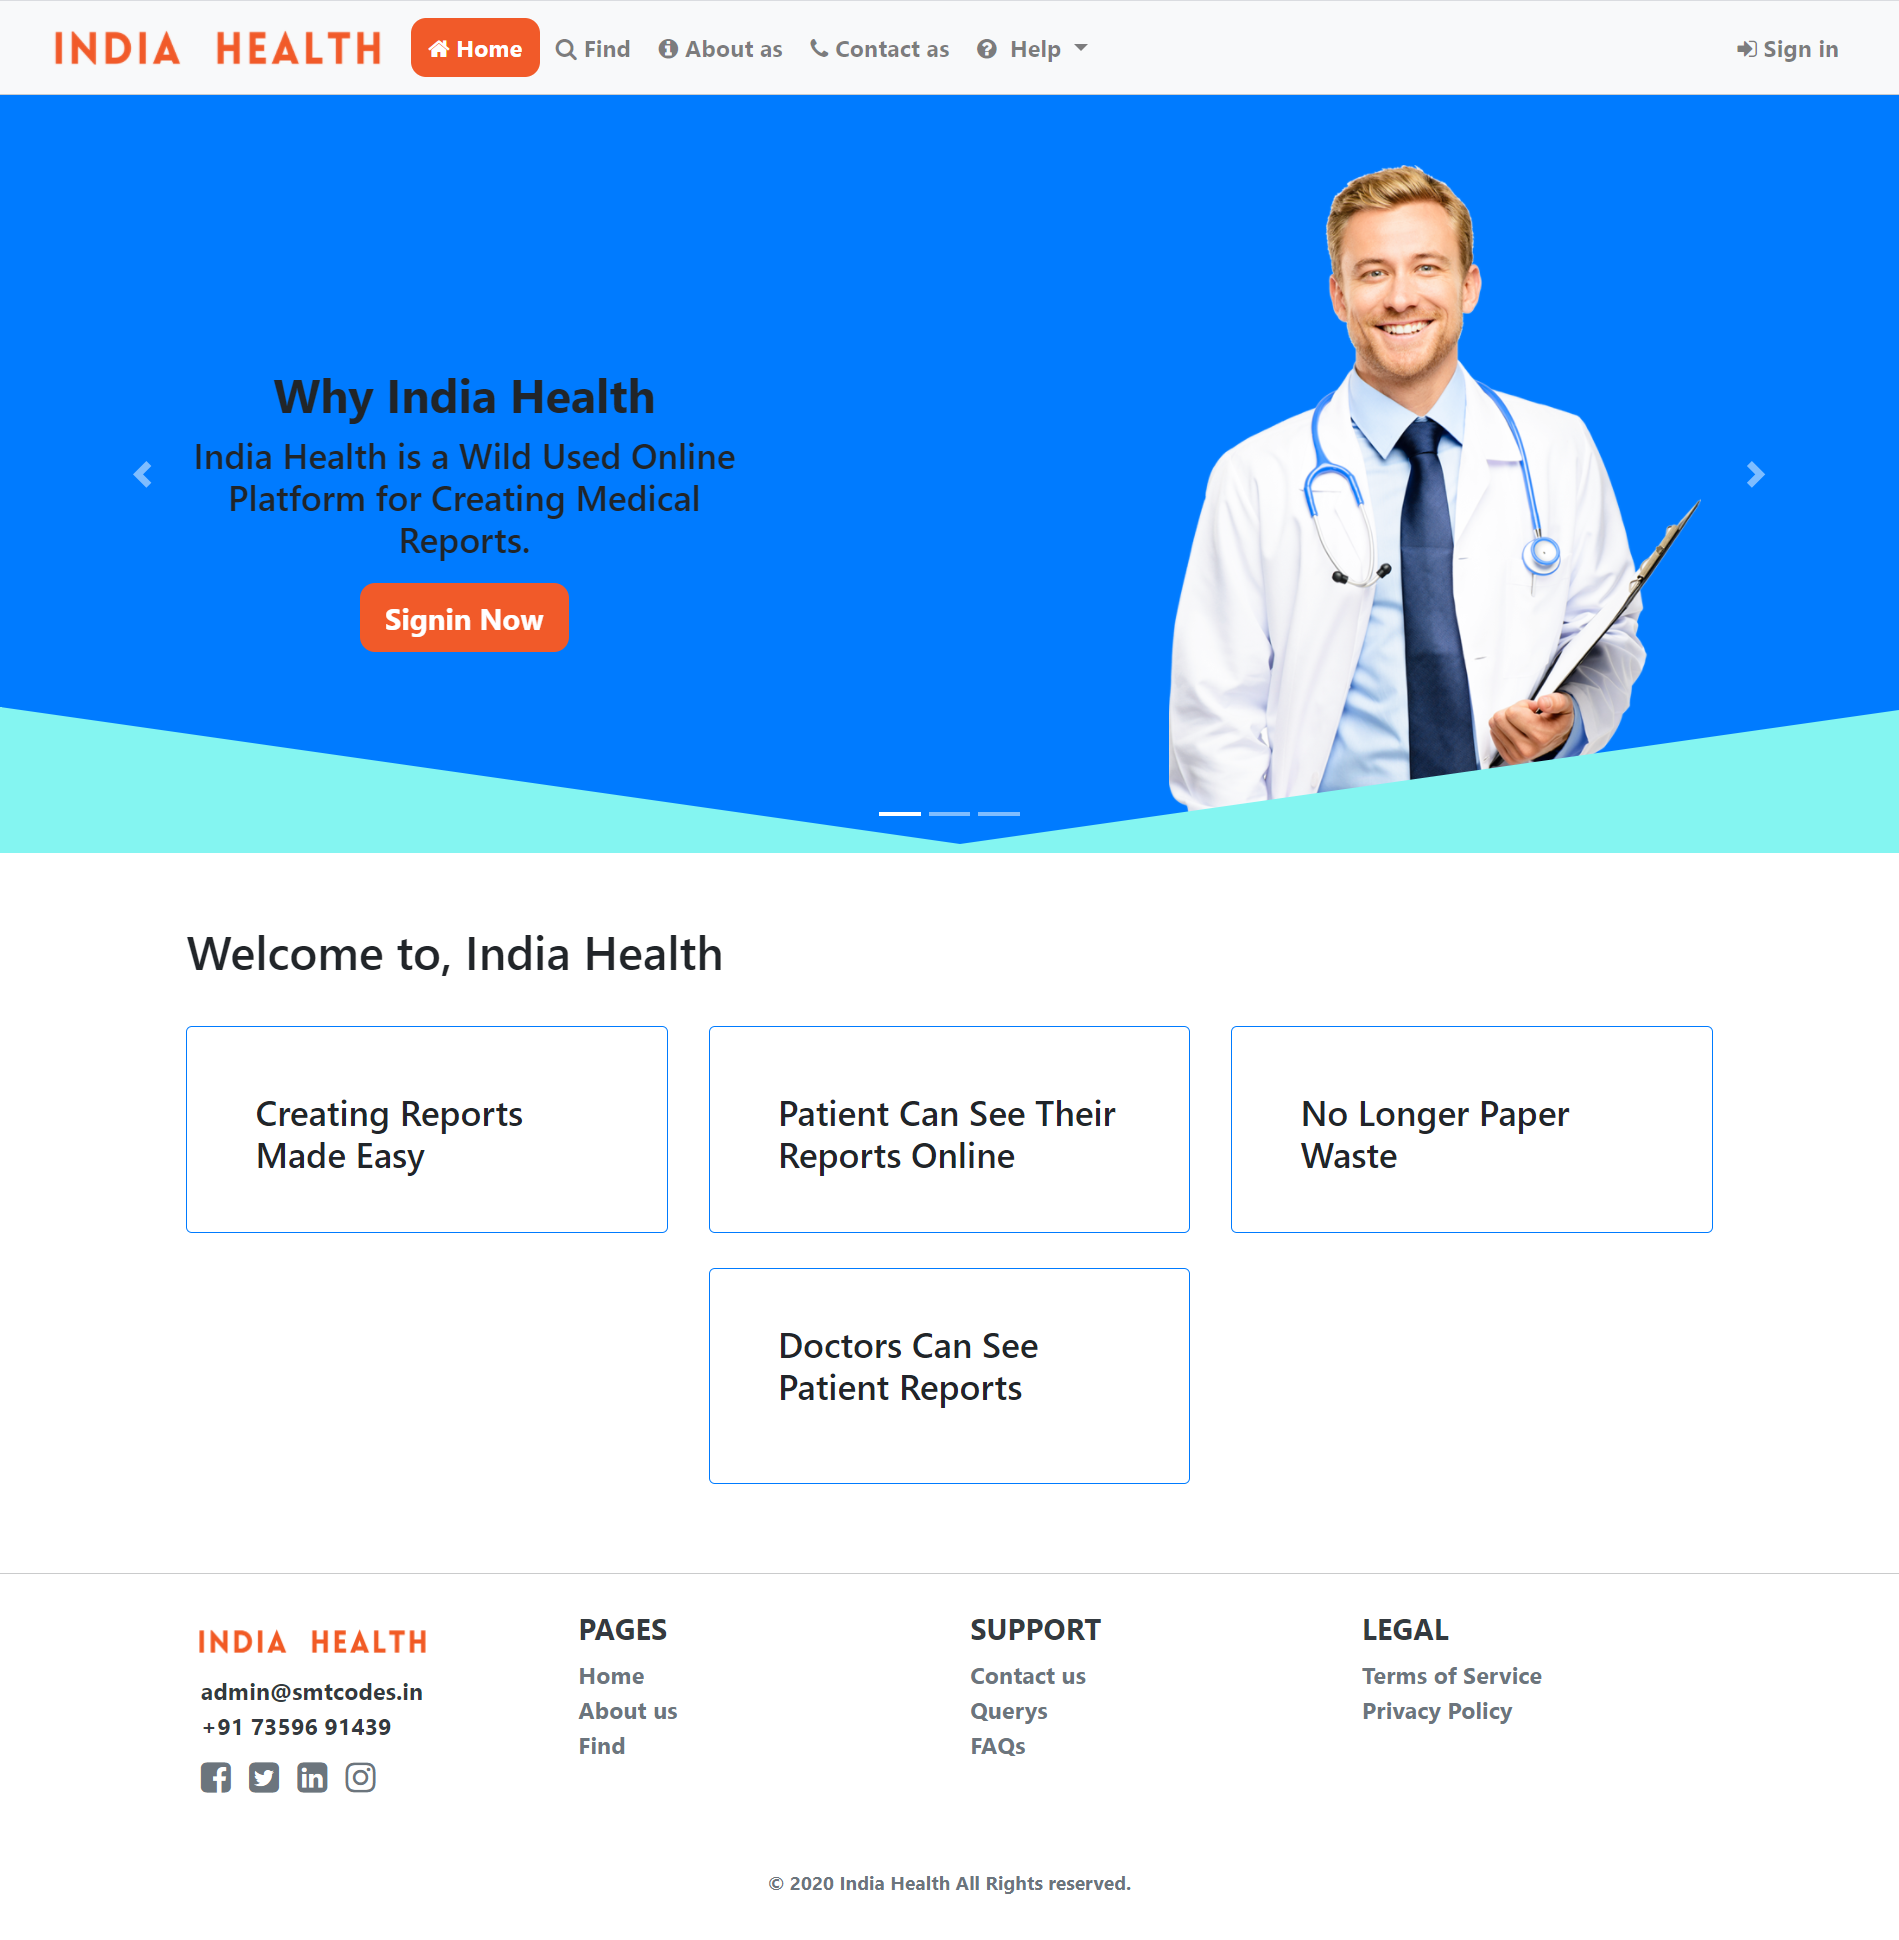 INDIA HEALTH
Home
Find
About as
Contact as
Help
Sign in
Why India Health
India Health is a Wild Used Online
Platform for Creating Medical
Reports.
Signin Now
Welcome to, India Health
Creating Reports
Made Easy
Patient Can See Their
Reports Online
No Longer Paper
Waste
Doctors Can See
Patient Reports
INDIA HEALTH
admin@smtcodes.in
+91 73596 91439
PAGES
Home
About us
Find
SUPPORT
Contact us
Querys
FAQs
LEGAL
Terms of Service
Privacy Policy
© 2020 India Health All Rights reserved.